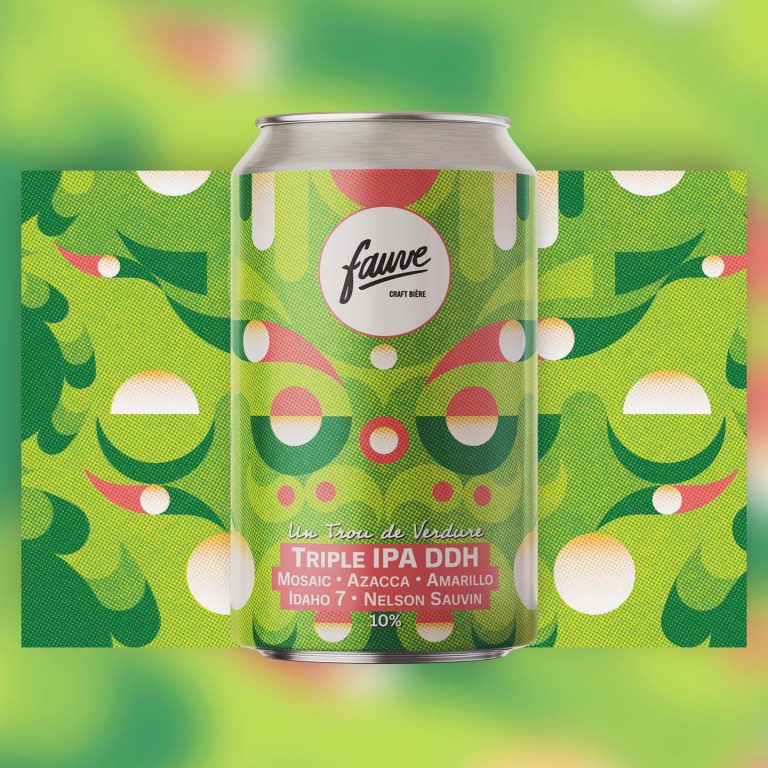 fauve
CRAFT BIÈRE
Un Trou de Verdure
TRIPLE IPA DDH
MOSAIC • AZACCA • AMARILLO
IDAHO 7 • NELSON SAUVIN
10%